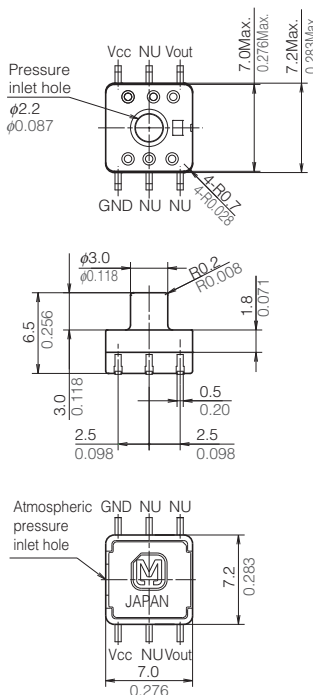 Vcc NU Vout
Pressure
inlet hole
ϕ2.2
ϕ0.087
7.0Max.
0.276Max.
7.2Max.
0.283Max.
4-R0.7
4-R0.028
GND NU NU
ϕ3.0
ϕ0.118
R0.2
R0.008
6.5
0.256
3.0
0.118
1.8
0.071
0.5
0.20
2.5
0.098
2.5
0.098
Atmospheric
pressure
inlet hole
GND NU NU
M
JAPAN
7.2
0.283
Vcc NU Vout
7.0
0.276